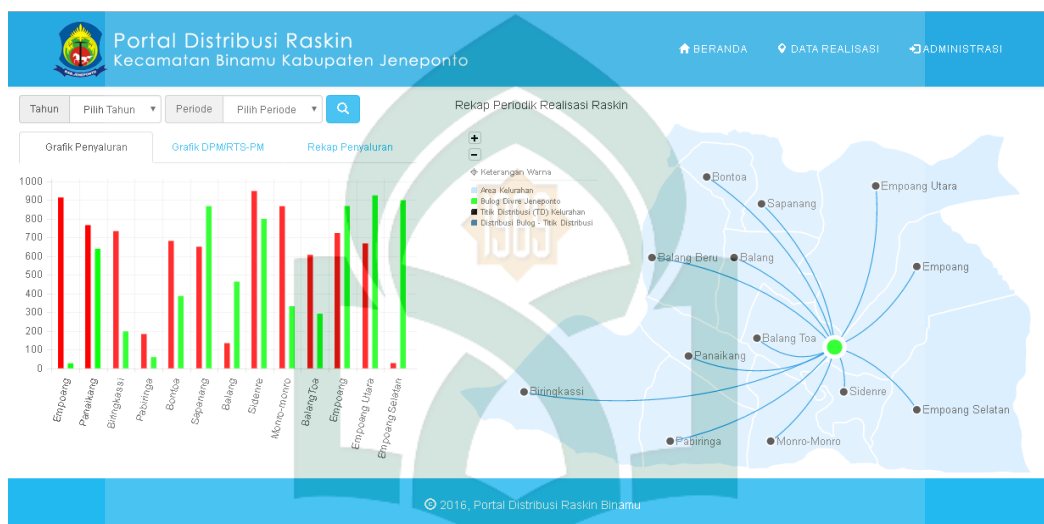 Portal Distribusi Raskin
Kecamatan Binamu Kabupaten Jeneponto
BERANDA
DATA REALISASI
ADMINISTRASI
Tahun
Pilih Tahun
Periode
Pilih Periode
Grafik Penyaluran
Grafik DPM/RTS-PM
Rekap Penyaluran
1000
900
800
700
600
500
400
300
200
100
0
Empoang
Panaikang
Biringkassi
Pabiringa
Bontoa
Sapanang
Balang
Sidenre
Monro-monro
BalangToa
Empoang
Empoang Utara
Empoang Selatan
Rekap Periodik Realisasi Raskin
+
−
Keterangan Warna
Area Kelurahan
Bulog Divre Jeneponto
Titik Distribusi (TD) Kelurahan
Distribusi Bulog - Titik Distribusi
Bontoa
Empoang Utara
Sapanang
Balang Beru
Balang
Empoang
Balang Toa
Panaikang
Biringkassi
Sidenre
Empoang Selatan
Pabiringa
Monro-Monro
1965
© 2016, Portal Distribusi Raskin Binamu